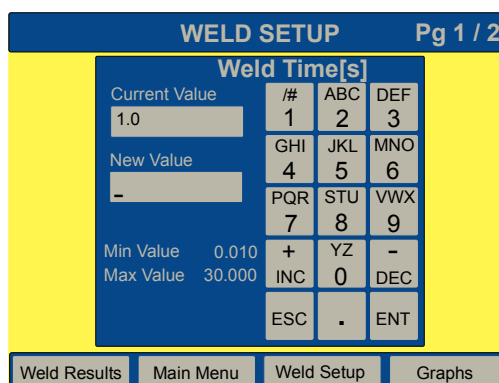 WELD SETUP Pg 1 / 2
Weld Time[s]
Current Value
1.0
New Value
_
Min Value 0.010
Max Value 30.000
/# ABC DEF
1 2 3
GHI JKL MNO
4 5 6
PQR STU VWX
7 8 9
+ YZ -
INC 0 DEC
ESC . ENT
Weld Results Main Menu Weld Setup Graphs